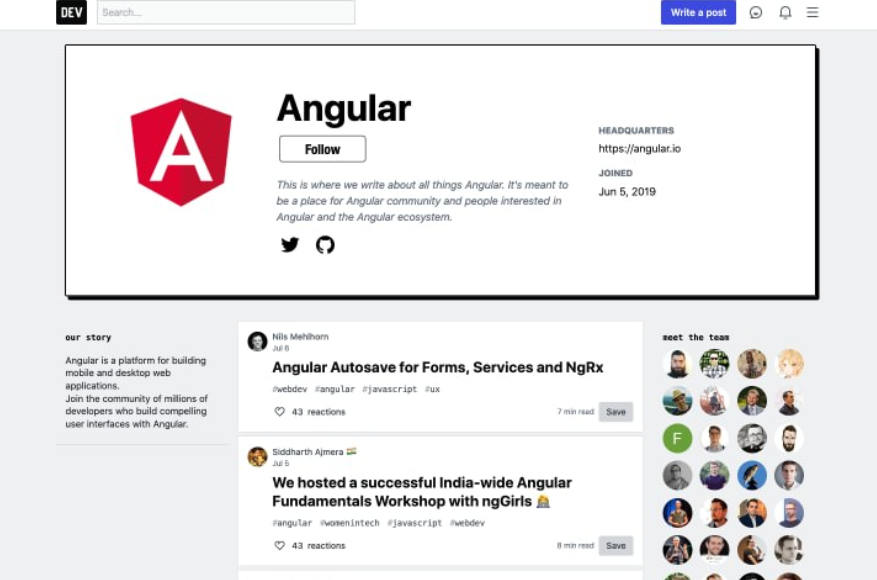 DEV
Search...
Write a post
A
Angular
Follow
This is where we write about all things Angular. It's meant to
be a place for Angular community and people interested in
Angular and the Angular ecosystem.
HEADQUARTERS
https://angular.io
JOINED
Jun 5, 2019
our story
Angular is a platform for building
mobile and desktop web
applications.
Join the community of millions of
developers who build compelling
user interfaces with Angular.
Nils Mehlhorn
Jul 6
Angular Autosave for Forms, Services and NgRx
#webdev #angular #javascript #ux
43 reactions
7 min read
Save
Siddharth Ajmera
Jul 5
We hosted a successful India-wide Angular
Fundamentals Workshop with ngGirls
#angular #womenintech #javascript #webdev
43 reactions
8 min read
Save
meet the team
F